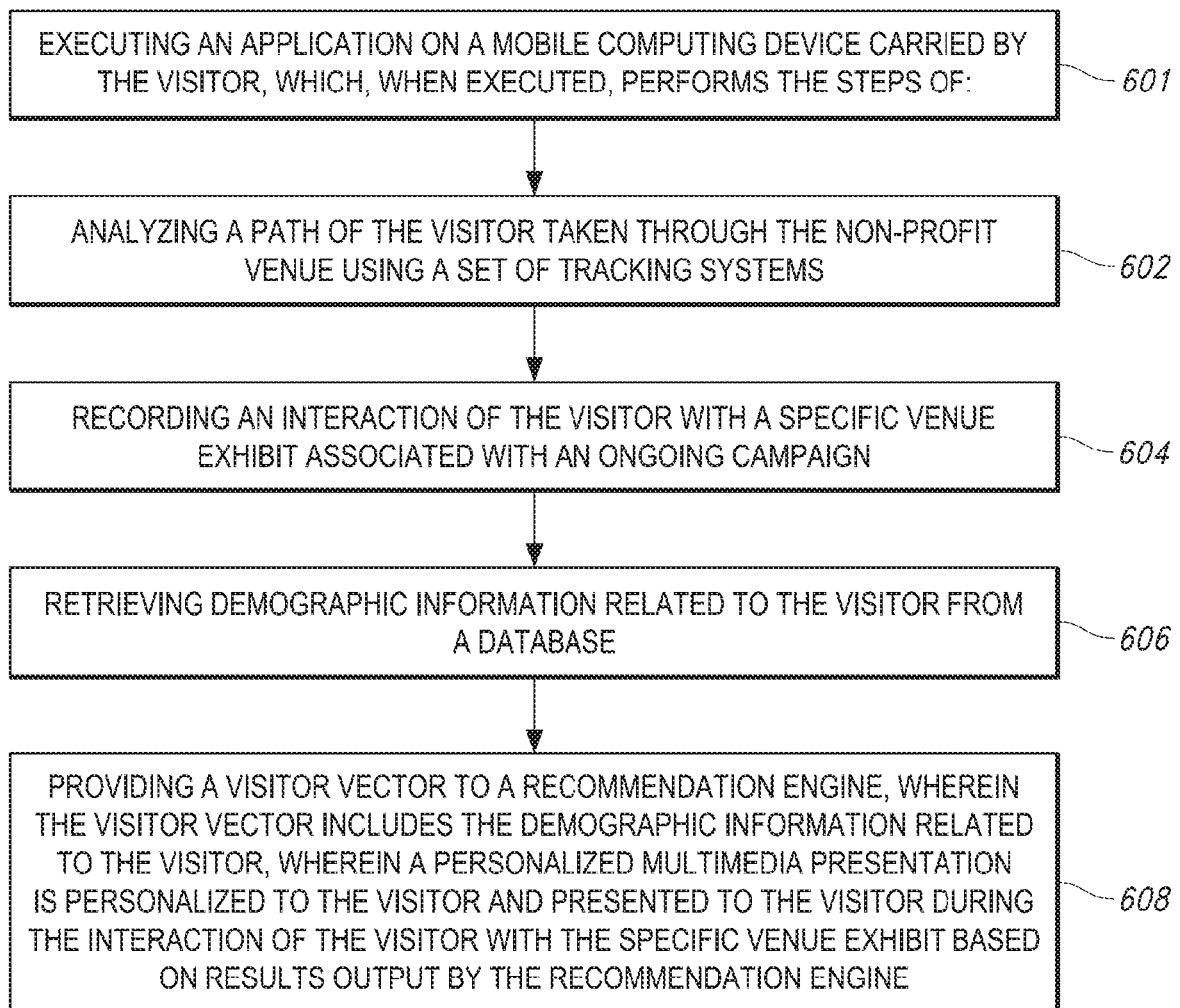 EXECUTING AN APPLICATION ON A MOBILE COMPUTING DEVICE CARRIED BY
THE VISITOR, WHICH, WHEN EXECUTED, PERFORMS THE STEPS OF:
601
ANALYZING A PATH OF THE VISITOR TAKEN THROUGH THE NON-PROFIT
VENUE USING A SET OF TRACKING SYSTEMS
602
RECORDING AN INTERACTION OF THE VISITOR WITH A SPECIFIC VENUE
EXHIBIT ASSOCIATED WITH AN ONGOING CAMPAIGN
604
RETRIEVING DEMOGRAPHIC INFORMATION RELATED TO THE VISITOR FROM
A DATABASE
606
PROVIDING A VISITOR VECTOR TO A RECOMMENDATION ENGINE, WHEREIN
THE VISITOR VECTOR INCLUDES THE DEMOGRAPHIC INFORMATION RELATED
TO THE VISITOR, WHEREIN A PERSONALIZED MULTIMEDIA PRESENTATION
IS PERSONALIZED TO THE VISITOR AND PRESENTED TO THE VISITOR DURING
THE INTERACTION OF THE VISITOR WITH THE SPECIFIC VENUE EXHIBIT BASED
ON RESULTS OUTPUT BY THE RECOMMENDATION ENGINE
608